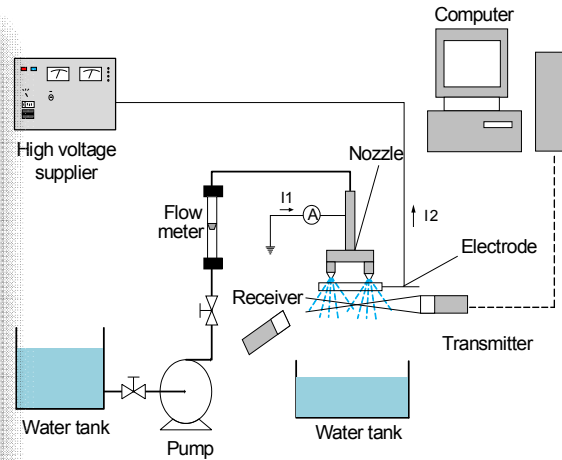 Computer
High voltage
supplier
Nozzle
I1
A
I2
Flow
meter
Electrode
Receiver
Transmitter
Water tank
Pump
Water tank